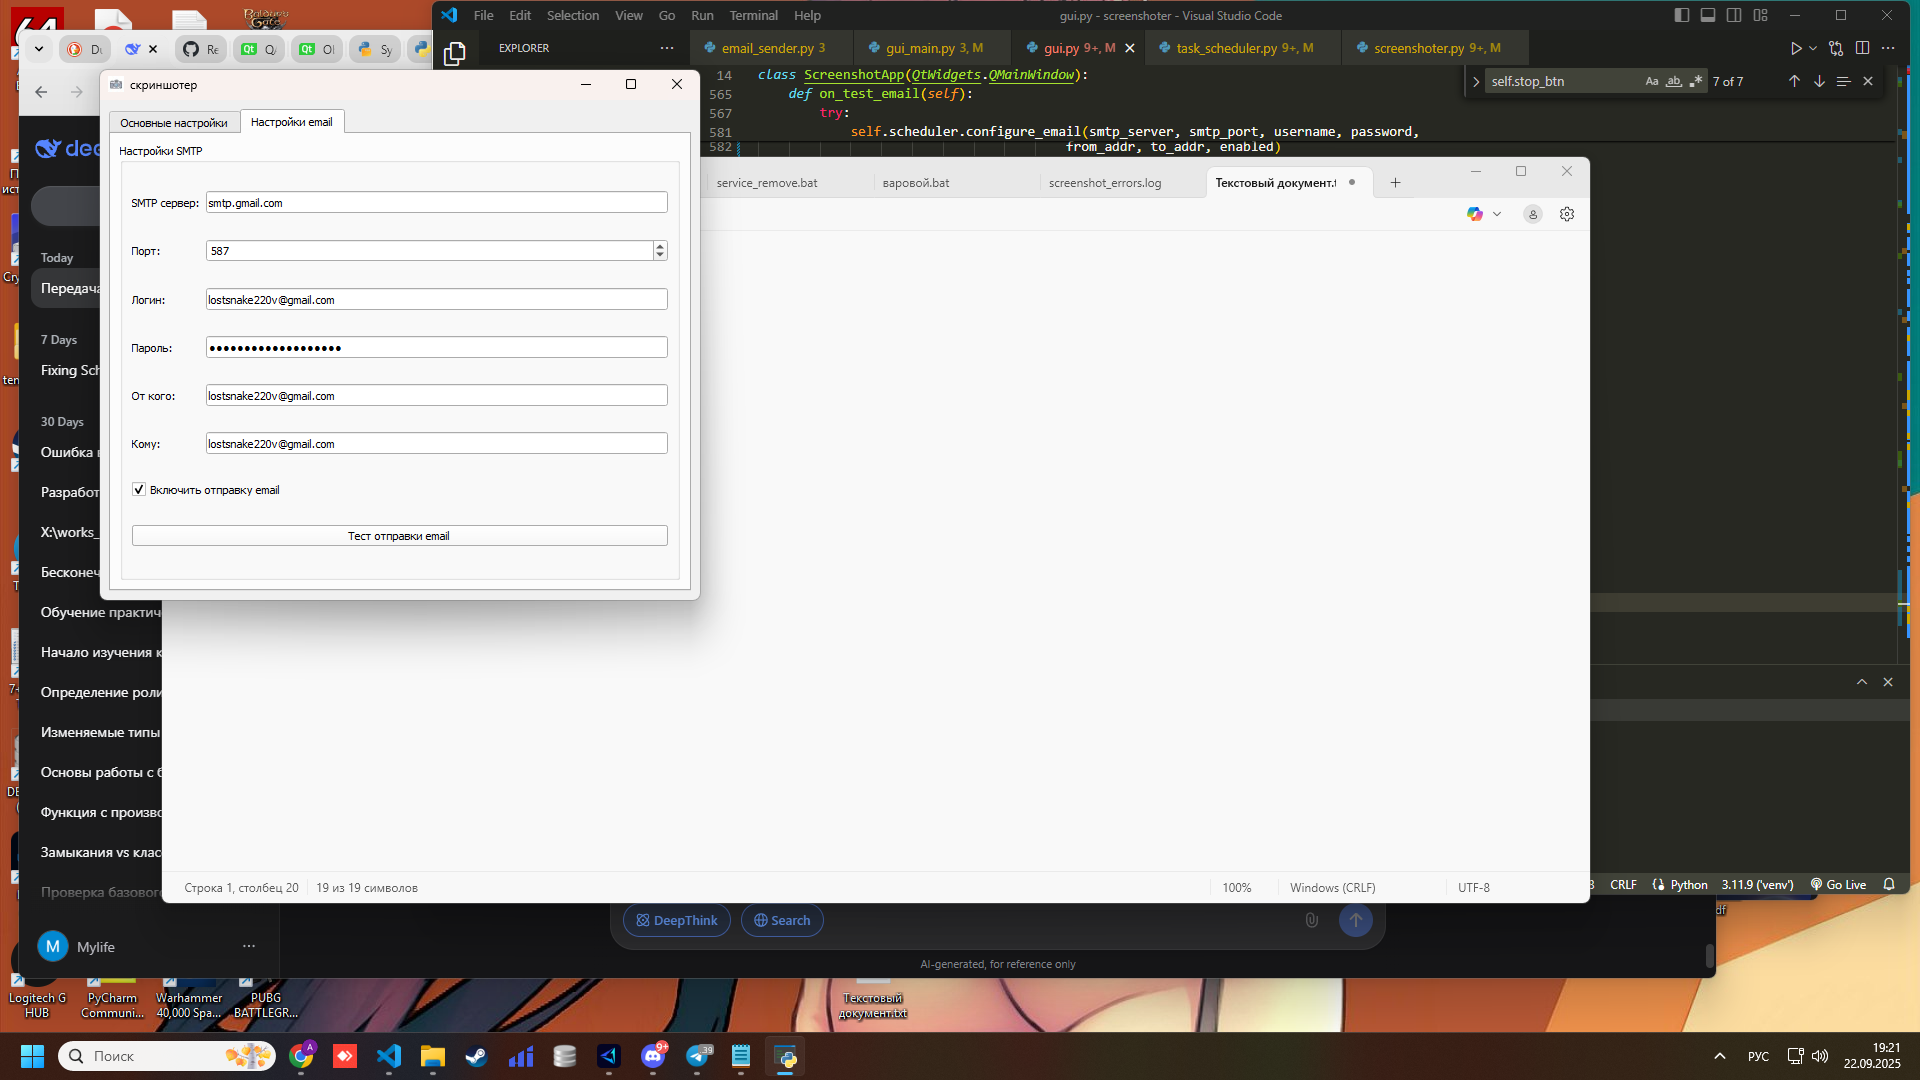 File Edit Selection View Go Run Terminal Help
gui.py - screenshoter - Visual Studio Code
EXPLORER
email_sender.py 3
gui_main.py 3, M
gui.py 9+, M
task_scheduler.py 9+, M
screenshoter.py 9+, M
14 class ScreenshotApp(QtWidgets.QMainWindow):
565 def on_test_email(self):
567 try:
581 self.scheduler.configure_email(smtp_server, smtp_port, username, password,
582 from_addr, to_addr, enabled)
self.stop_btn
Aa ab
7 of 7
скриншотер
Основные настройки
Настройки email
Настройки SMTP
SMTP сервер: smtp.gmail.com
Порт: 587
Логин: lostsnake220v@gmail.com
Пароль: •••••••••••••••••••
От кого: lostsnake220v@gmail.com
Кому: lostsnake220v@gmail.com
Включить отправку email
Тест отправки email
service_remove.bat
варовой.bat
screenshot_errors.log
Текстовый документ.
Строка 1, столбец 20
19 из 19 символов
100%
Windows (CRLF)
UTF-8
CRLF
Python
3.11.9 ('venv')
Go Live
Today
Передача
7 Days
Fixing Sch
30 Days
Ошибка
Разработ
X:\works_
Бесконеч
Обучение практич
Начало изучения к
Определение роли
Изменяемые типы
Основы работы с б
Функция с произво
Замыкания vs клас
Проверка базового
M Mylife
DeepThink
Search
AI-generated, for reference only
Logitech G HUB
PyCharm Communi...
Warhammer 40,000 Spa...
PUBG BATTLEGR...
Текстовый документ.txt
Поиск
РУС
19:21
22.09.2025